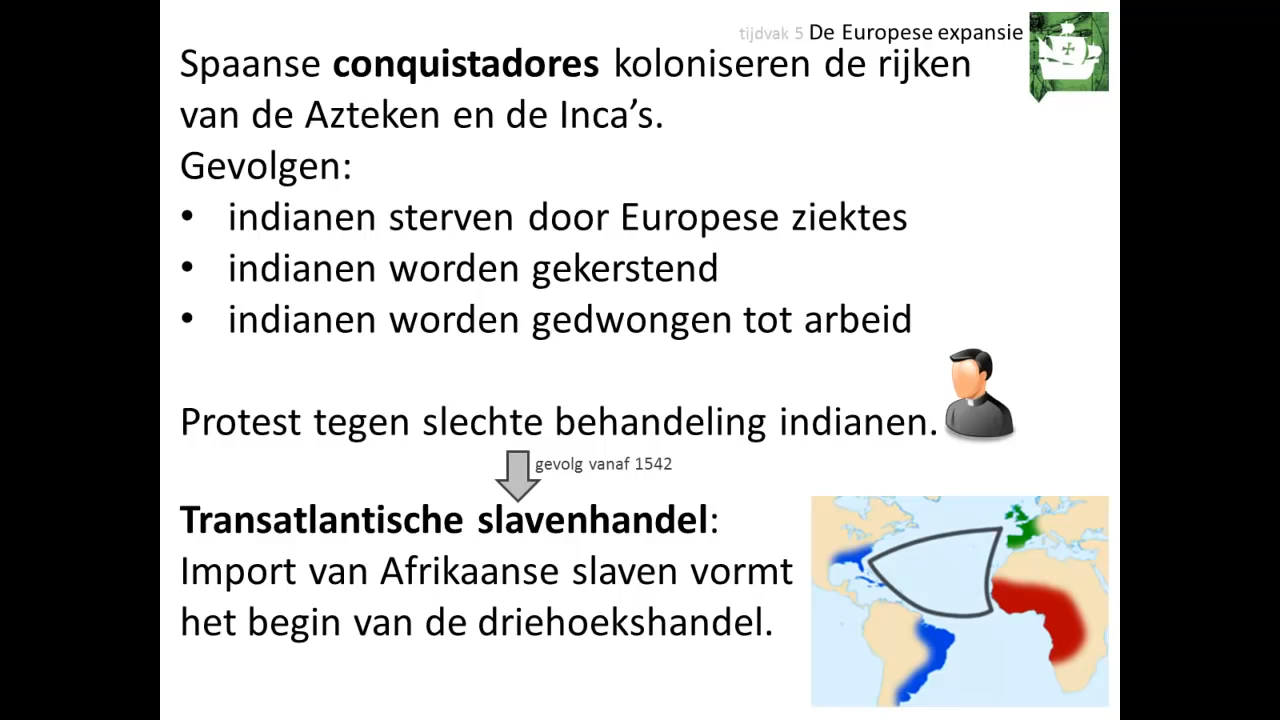 tijdvak 5 De Europese expansie
Spaanse conquistadores koloniseren de rijken
van de Azteken en de Inca’s.
Gevolgen:
• indianen sterven door Europese ziektes
• indianen worden gekerstend
• indianen worden gedwongen tot arbeid
Protest tegen slechte behandeling indianen.
gevolg vanaf 1542
Transatlantische slavenhandel:
Import van Afrikaanse slaven vormt
het begin van de driehoekshandel.